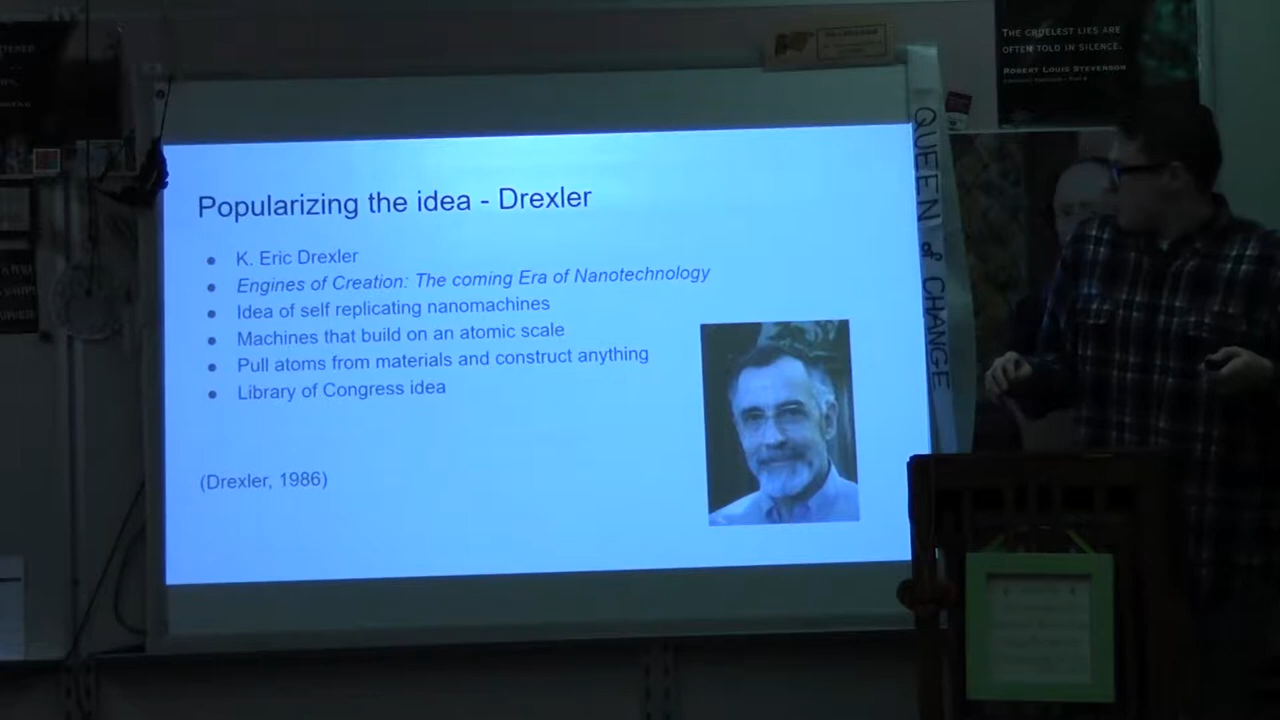 THE CRUELEST LIES ARE
OFTEN TOLD IN SILENCE.
ROBERT LOUIS STEVENSON
QUEEN of CHANGE
Popularizing the idea - Drexler
K. Eric Drexler
Engines of Creation: The coming Era of Nanotechnology
Idea of self replicating nanomachines
Machines that build on an atomic scale
Pull atoms from materials and construct anything
Library of Congress idea
(Drexler, 1986)